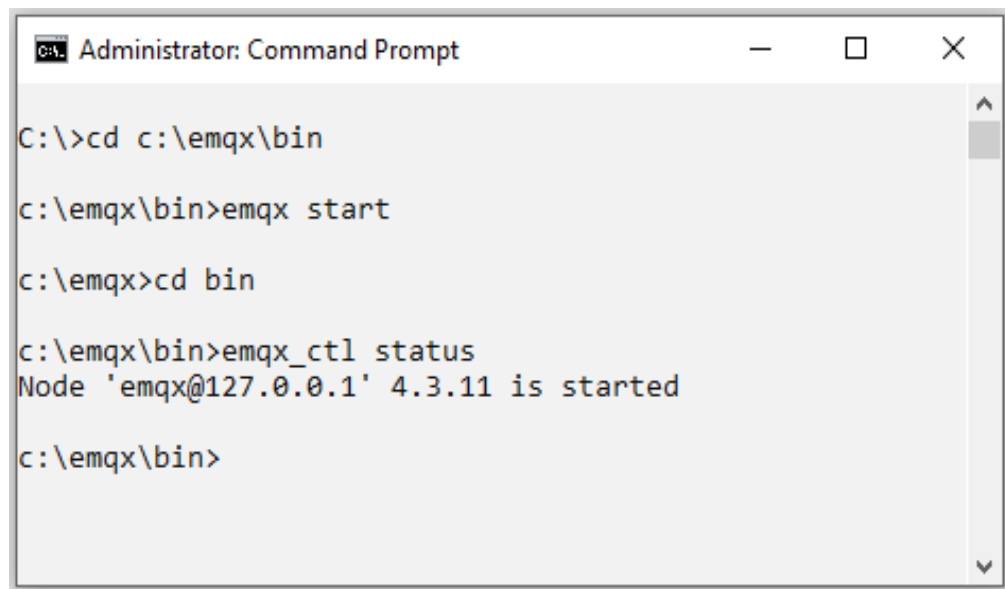 Administrator: Command Prompt
C:\>cd c:\emqx\bin
c:\emqx\bin>emqx start
c:\emqx>cd bin
c:\emqx\bin>emqx_ctl status
Node 'emqx@127.0.0.1' 4.3.11 is started
c:\emqx\bin>